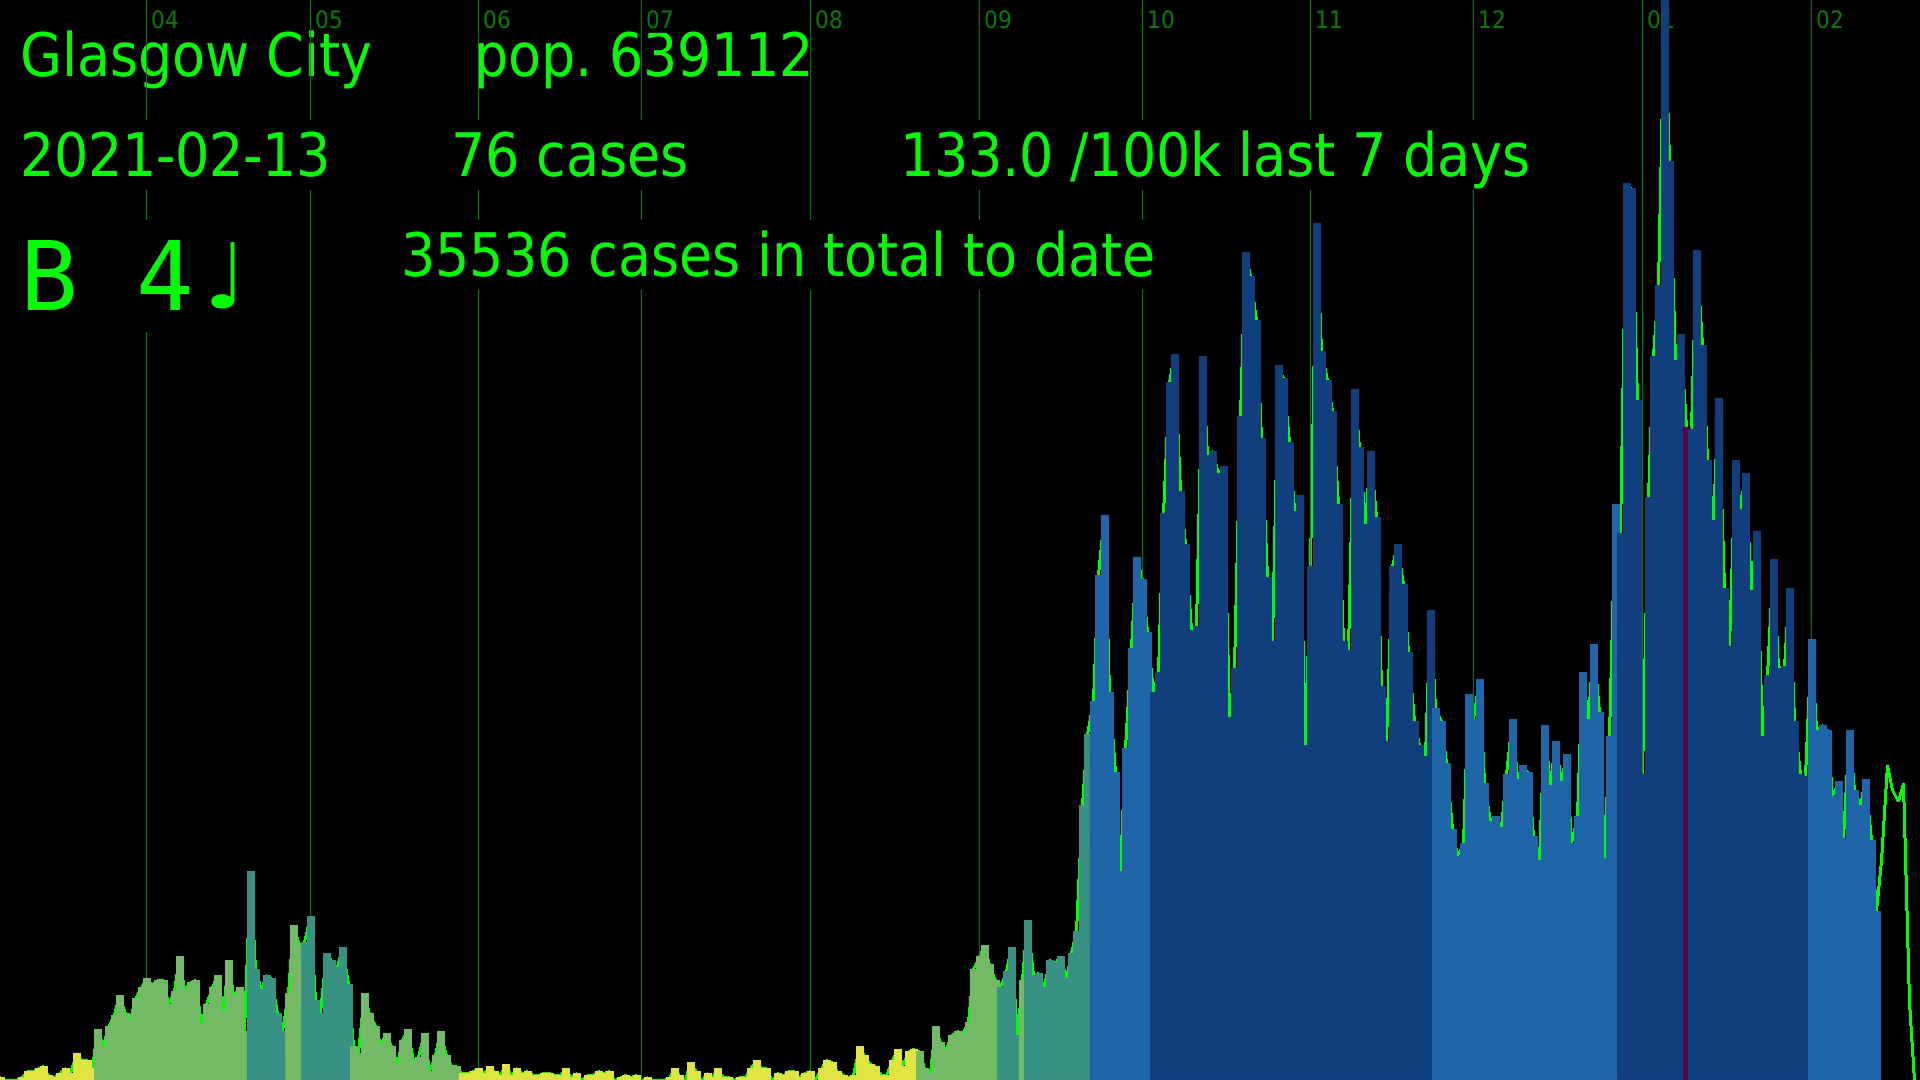 04 05 06 07 08 09 10 11 12 01 02
Glasgow City pop. 639112
2021-02-13 76 cases 133.0 /100k last 7 days
B 4♩ 35536 cases in total to date